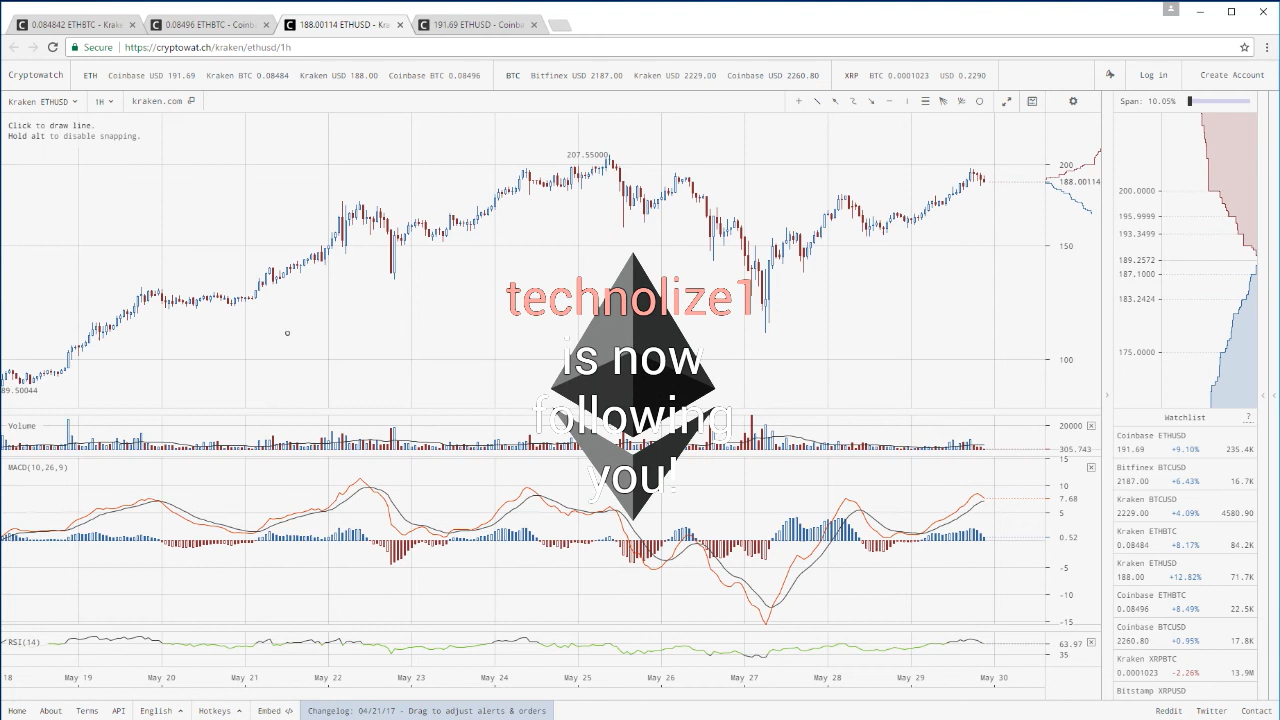 0.084842 ETHBTC - Krake
0.08496 ETHBTC - Coinba
188.00114 ETHUSD - Kra
191.69 ETHUSD - Coinba
Secure https://cryptowat.ch/kraken/ethusd/1h
Cryptowatch ETH Coinbase USD 191.69 Kraken BTC 0.08484 Kraken USD 188.00 Coinbase BTC 0.08496 BTC Bitfinex USD 2187.00 Kraken USD 2229.00 Coinbase USD 2260.80 XRP BTC 0.0001023 USD 0.2290 Log in Create Account
Kraken ETHUSD 1H kraken.com Span: 10.05%
Click to draw line.
Hold alt to disable snapping.
207.55000
89.50044
200
188.00114
150
100
200.0000
195.9999
193.3499
189.2572
187.1000
183.2424
175.0000
technolize1
is now
following
you!
Volume
20000
305.743
MACD(10,26,9)
15
10
7.68
5
0.52
-5
-10
-15
RSI(14)
63.97
35
18 May 19 May 20 May 21 May 22 May 23 May 24 May 25 May 26 May 27 May 28 May 29 May 30
Watchlist ?
Coinbase ETHUSD
191.69 +9.10% 235.4K
Bitfinex BTCUSD
2187.00 +6.43% 16.7K
Kraken BTCUSD
2229.00 +4.09% 4580.90
Kraken ETHBTC
0.08484 +8.17% 84.2K
Kraken ETHUSD
188.00 +12.82% 71.7K
Coinbase ETHBTC
0.08496 +8.49% 22.5K
Coinbase BTCUSD
2260.80 +0.95% 17.8K
Kraken XRPBTC
0.0001023 -2.26% 13.9M
Bitstamp XRPUSD
Home About Terms API English Hotkeys Embed </> Changelog: 04/21/17 - Drag to adjust alerts & orders Reddit Twitter Contact